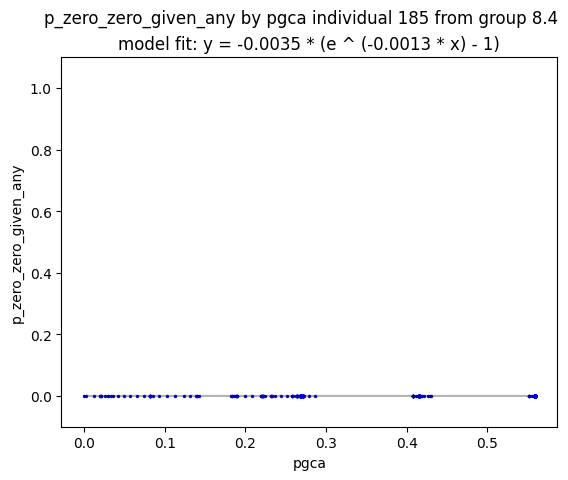 p_zero_zero_given_any by pgca individual 185 from group 8.4
model fit: y = -0.0035 * (e ^ (-0.0013 * x) - 1)
1.0
0.8
0.6
0.4
0.2
0.0
p_zero_zero_given_any
0.0 0.1 0.2 0.3 0.4 0.5
pgca